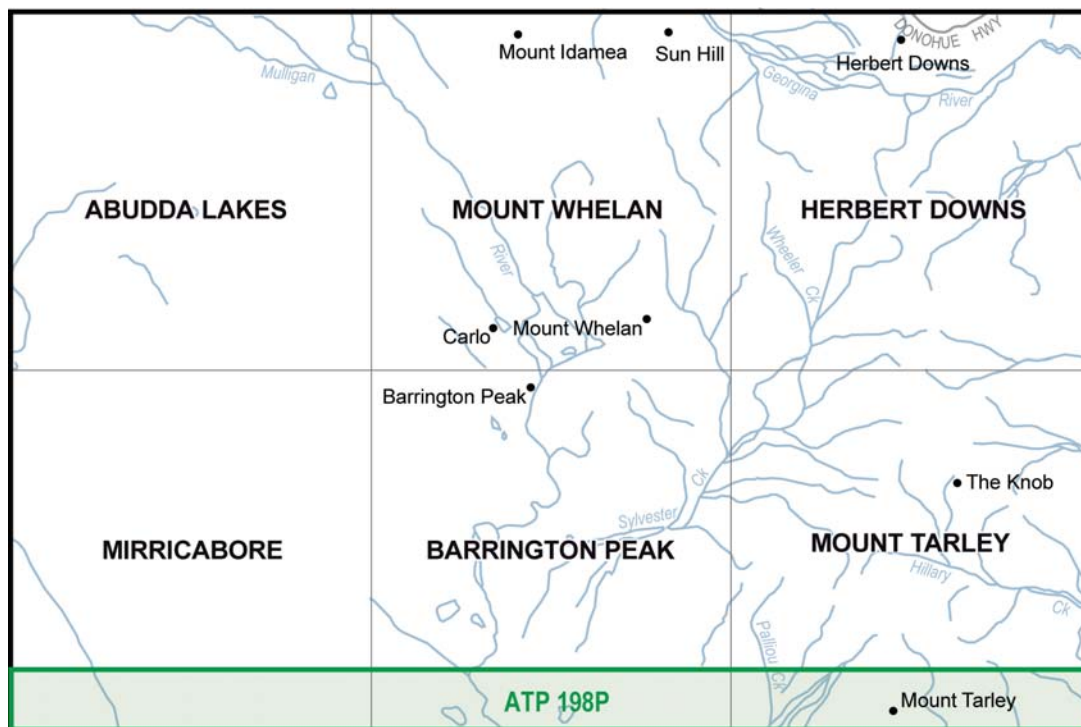 DONOHUE HWY
Mount Idamea
Sun Hill
Herbert Downs
Mulligan
Georgina
River
ABUDDA LAKES
MOUNT WHELAN
HERBERT DOWNS
River
Wheeler
Ck
Carlo
Mount Whelan
Barrington Peak
Ck
The Knob
Sylvester
MIRRICABORE
BARRINGTON PEAK
MOUNT TARLEY
Hillary
Ck
Palliou Ck
ATP 198P
Mount Tarley